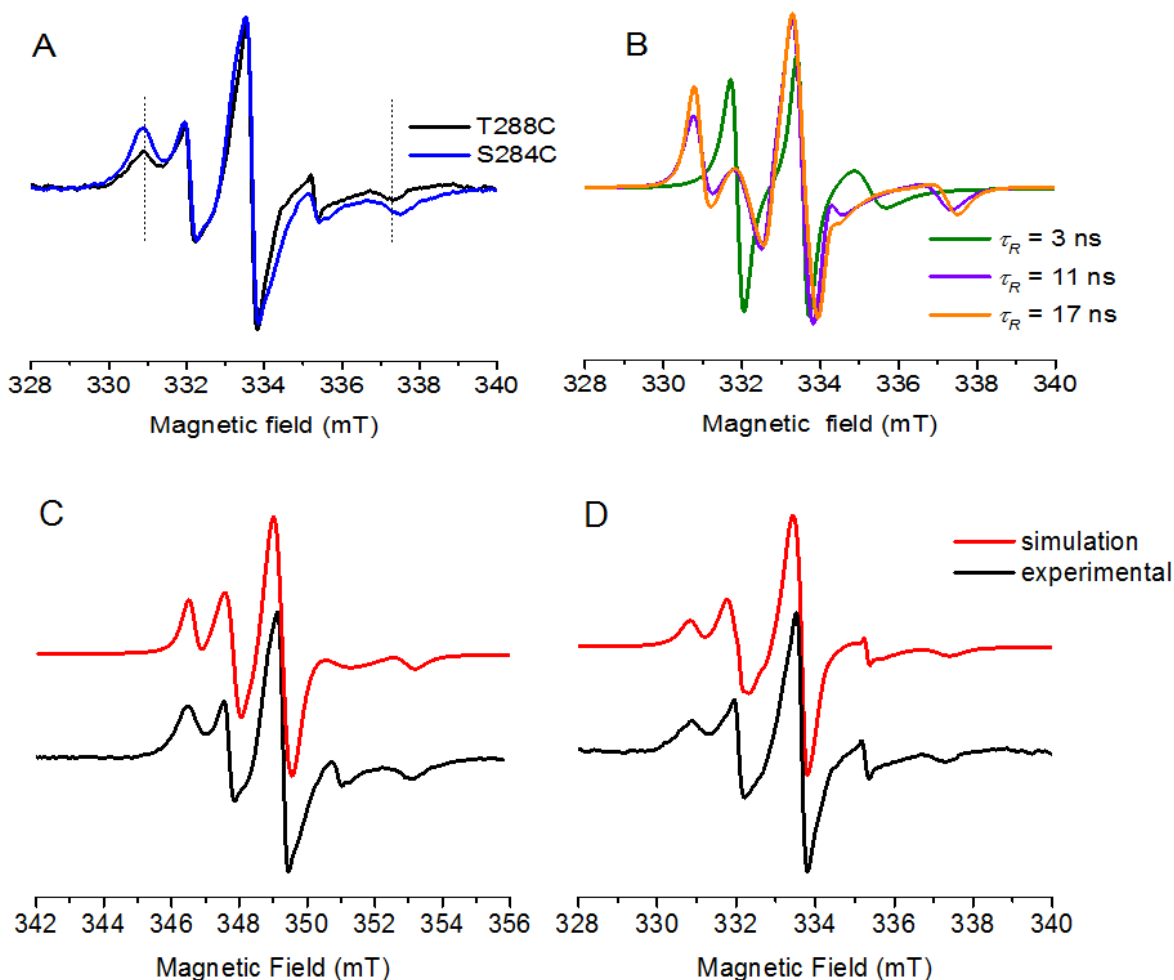 A
T288C
S284C
328 330 332 334 336 338 340
Magnetic field (mT)
B
τR = 3 ns
τR = 11 ns
τR = 17 ns
328 330 332 334 336 338 340
Magnetic field (mT)
C
342 344 346 348 350 352 354 356
Magnetic Field (mT)
D
simulation
experimental
328 330 332 334 336 338 340
Magnetic Field (mT)